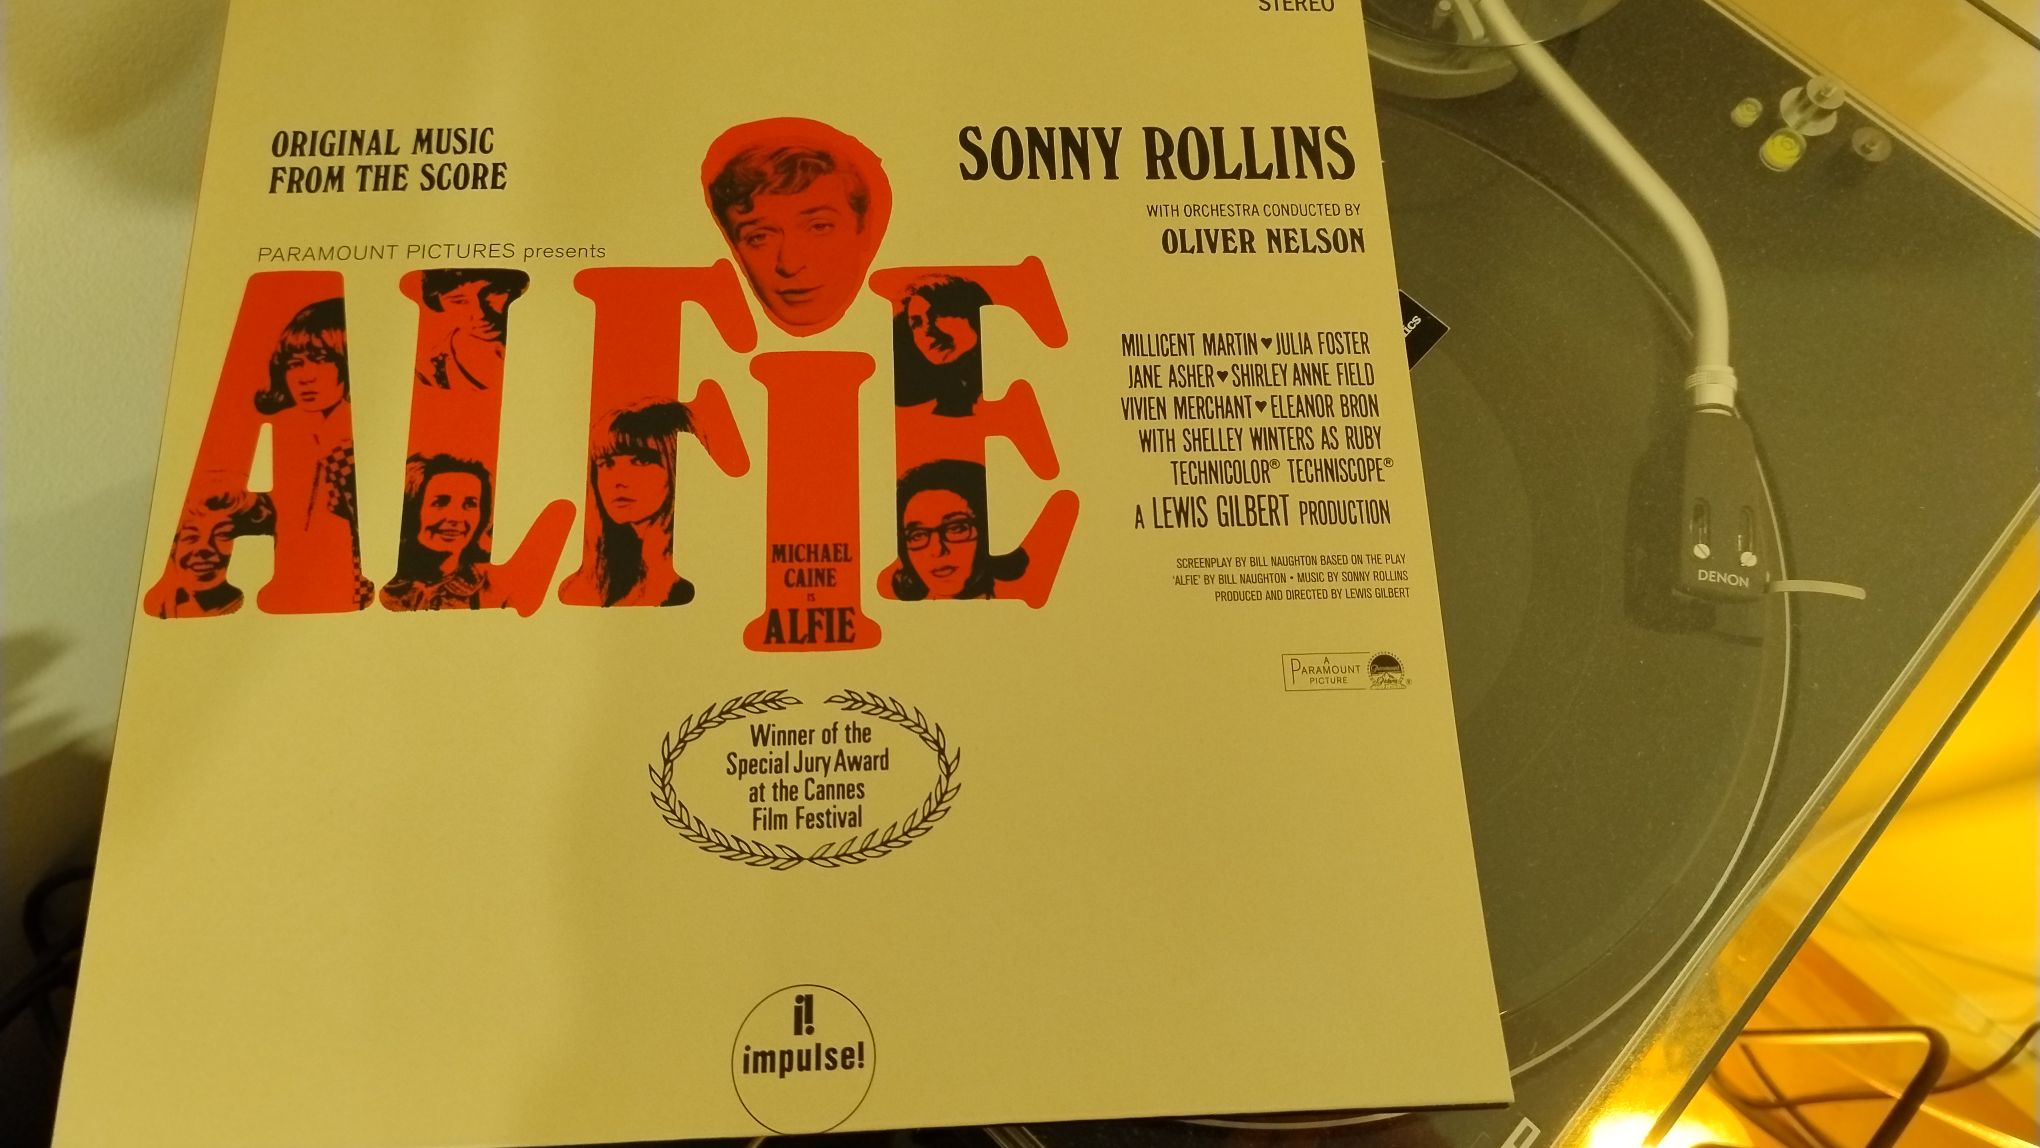 STEREO
ORIGINAL MUSIC
FROM THE SCORE
SONNY ROLLINS
WITH ORCHESTRA CONDUCTED BY
OLIVER NELSON
PARAMOUNT PICTURES presents
ALFIE
MICHAEL
CAINE
IS
ALFIE
MILLICENT MARTIN ♥ JULIA FOSTER
JANE ASHER ♥ SHIRLEY ANNE FIELD
VIVIEN MERCHANT ♥ ELEANOR BRON
WITH SHELLEY WINTERS AS RUBY
TECHNICOLOR® TECHNISCOPE®
A LEWIS GILBERT PRODUCTION
SCREENPLAY BY BILL NAUGHTON BASED ON THE PLAY
'ALFIE' BY BILL NAUGHTON • MUSIC BY SONNY ROLLINS
PRODUCED AND DIRECTED BY LEWIS GILBERT
A
PARAMOUNT
PICTURE
Paramount
®
Winner of the
Special Jury Award
at the Cannes
Film Festival
i!
impulse!
DENON